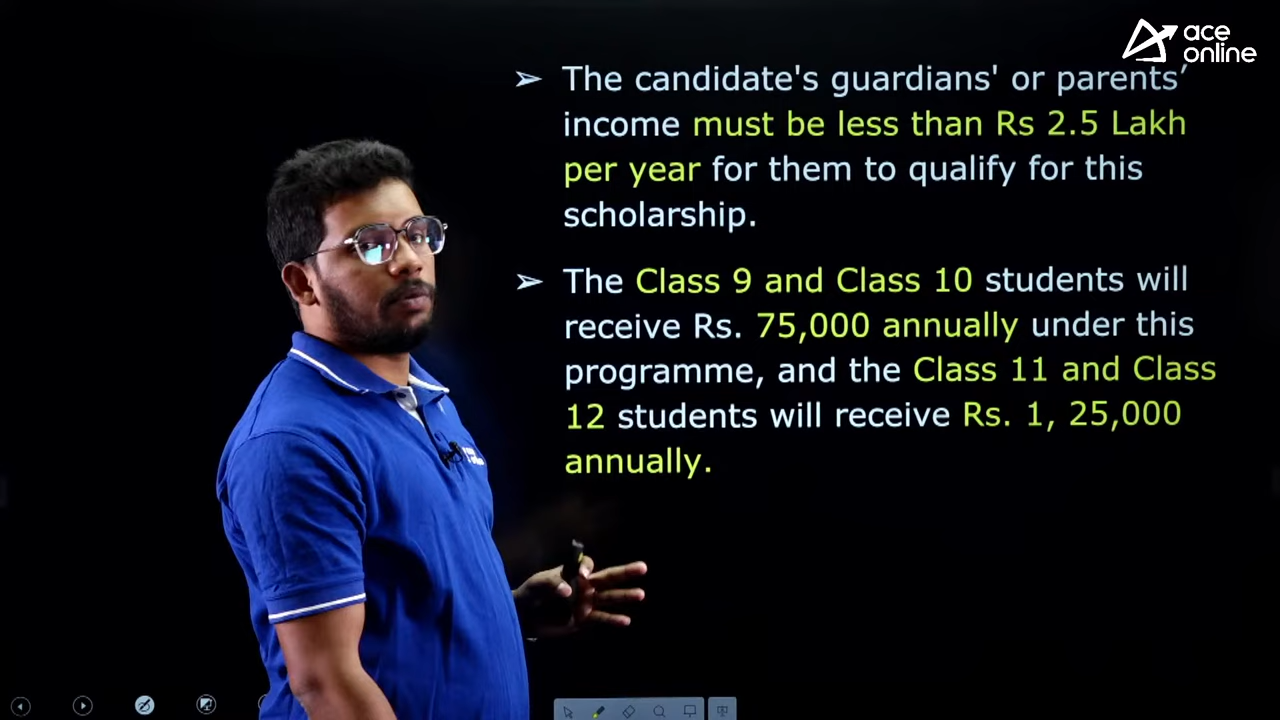 ace
online
➢ The candidate's guardians' or parents’
income must be less than Rs 2.5 Lakh
per year for them to qualify for this
scholarship.
➢ The Class 9 and Class 10 students will
receive Rs. 75,000 annually under this
programme, and the Class 11 and Class
12 students will receive Rs. 1, 25,000
annually.